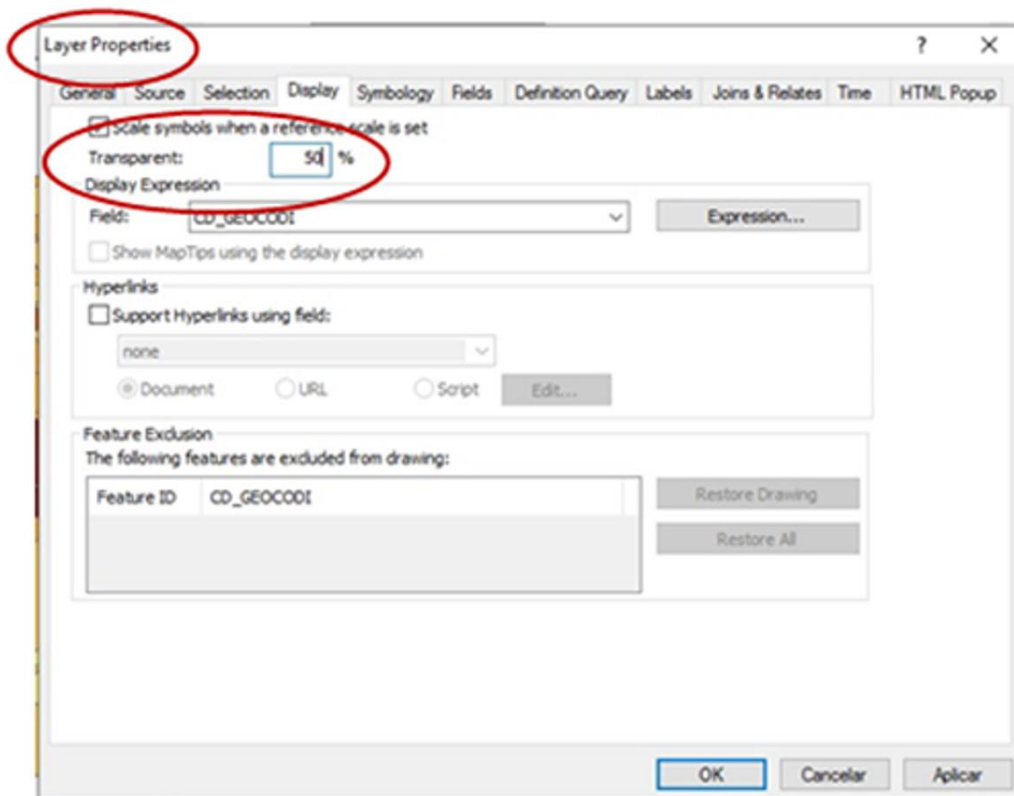 Layer Properties ? ×
General Source Selection Display Symbology Fields Definition Query Labels Joins & Relates Time HTML Popup
Scale symbols when a reference scale is set
Transparent: 50 %
Display Expression
Field: CD_GEOCODI Expression...
Show MapTips using the display expression
Hyperlinks
Support Hyperlinks using field:
none
Document URL Script Edit...
Feature Exclusion
The following features are excluded from drawing:
Feature ID CD_GEOCODI Restore Drawing
Restore All
OK Cancelar Aplicar